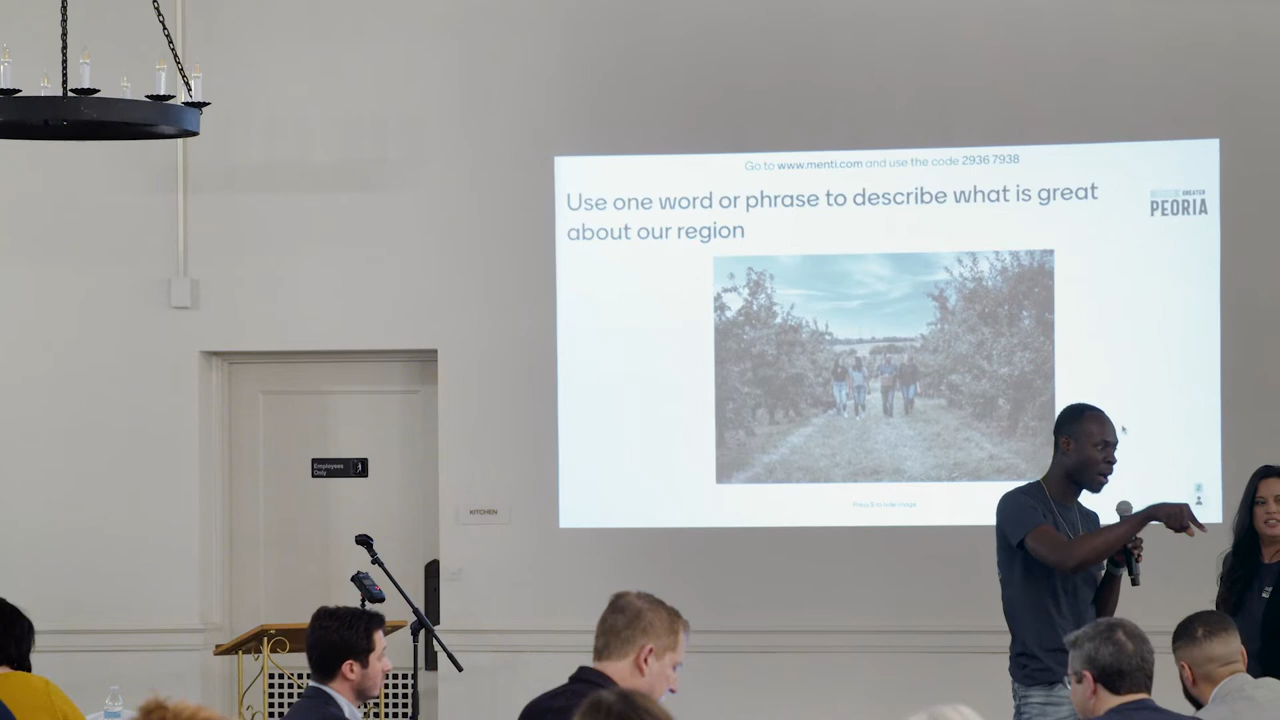 Go to www.menti.com and use the code 2936 7938
Use one word or phrase to describe what is great
about our region
GREATER
PEORIA
Employees
Only
KITCHEN